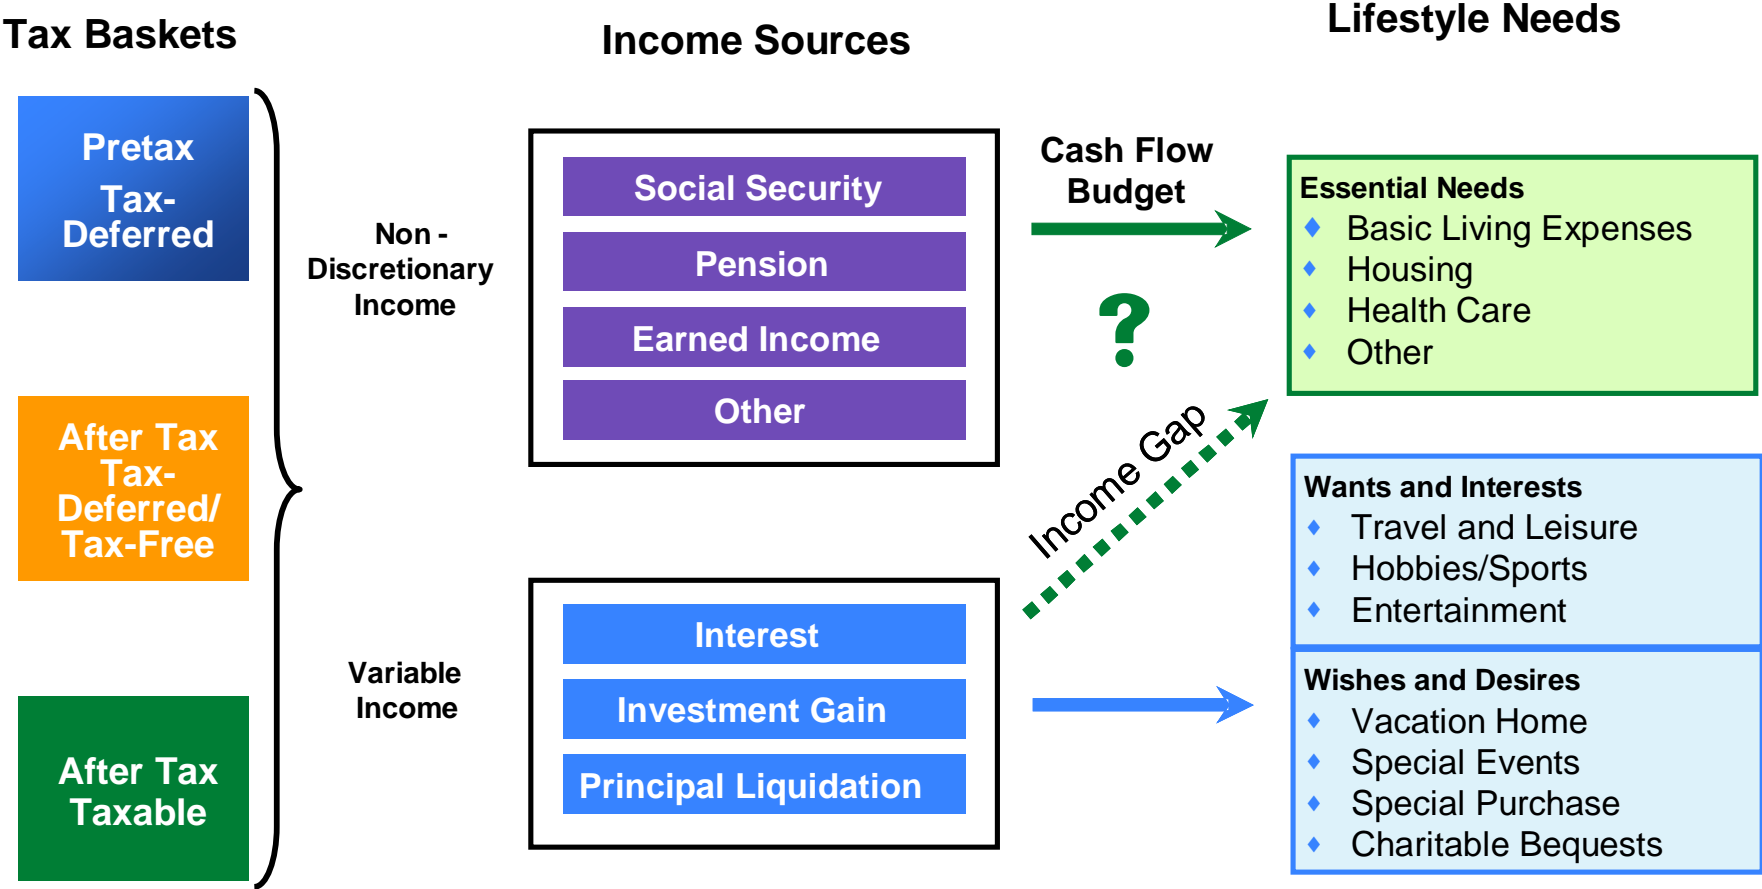 Tax Baskets
Income Sources
Lifestyle Needs
Pretax
Tax-
Deferred
After Tax
Tax-
Deferred/
Tax-Free
After Tax
Taxable
Non -
Discretionary
Income
Variable
Income
Social Security
Pension
Earned Income
Other
Interest
Investment Gain
Principal Liquidation
Cash Flow
Budget
?
Income Gap
Essential Needs
Basic Living Expenses
Housing
Health Care
Other
Wants and Interests
Travel and Leisure
Hobbies/Sports
Entertainment
Wishes and Desires
Vacation Home
Special Events
Special Purchase
Charitable Bequests